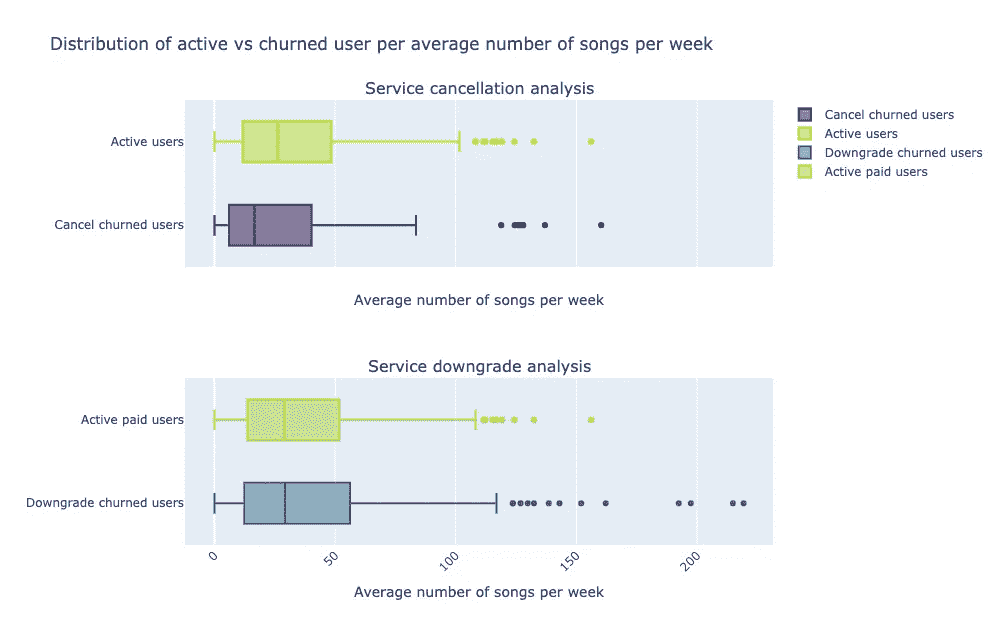 Distribution of active vs churned user per average number of songs per week
Service cancellation analysis
Active users
Cancel churned users
Average number of songs per week
Cancel churned users
Active users
Downgrade churned users
Active paid users
Service downgrade analysis
Active paid users
Downgrade churned users
0
50
100
150
200
Average number of songs per week